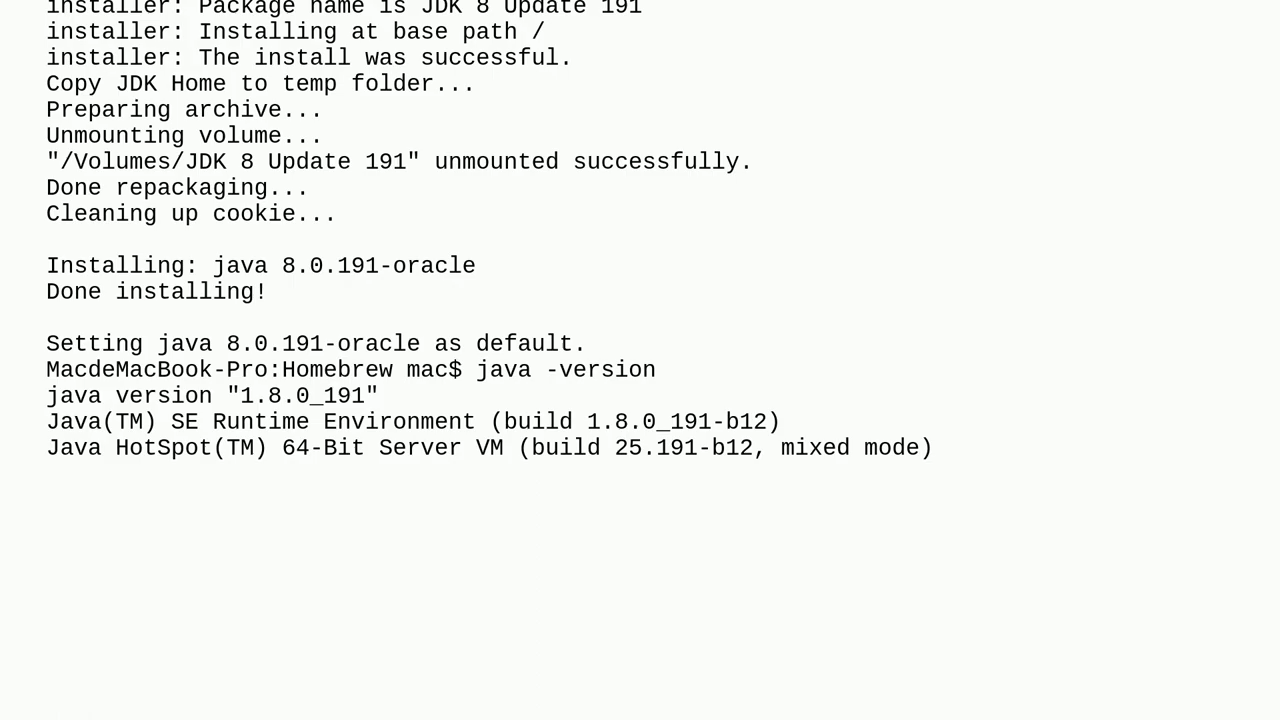 installer: Package name is JDK 8 Update 191
installer: Installing at base path /
installer: The install was successful.
Copy JDK Home to temp folder...
Preparing archive...
Unmounting volume...
"/Volumes/JDK 8 Update 191" unmounted successfully.
Done repackaging...
Cleaning up cookie...

Installing: java 8.0.191-oracle
Done installing!

Setting java 8.0.191-oracle as default.
MacdeMacBook-Pro:Homebrew mac$ java -version
java version "1.8.0_191"
Java(TM) SE Runtime Environment (build 1.8.0_191-b12)
Java HotSpot(TM) 64-Bit Server VM (build 25.191-b12, mixed mode)